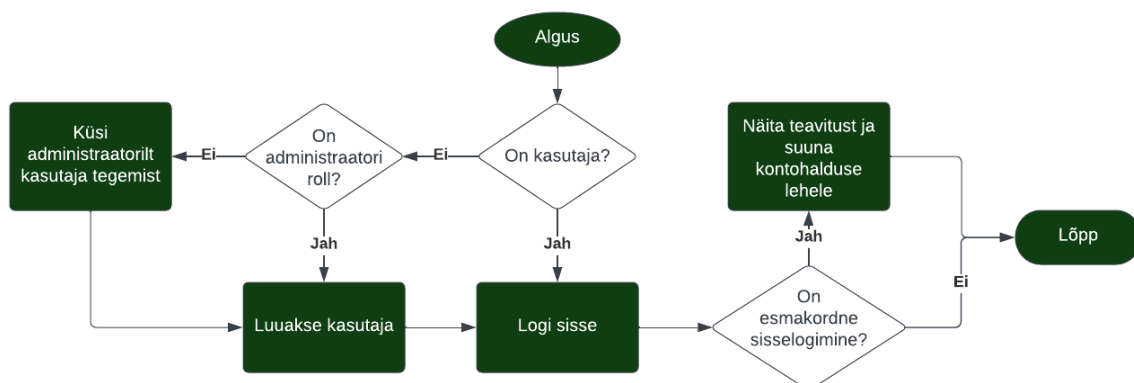 Algus
Küsi
administraatorilt
kasutaja tegemist
Ei
On
administraatori
roll?
Ei
On kasutaja?
Näita teavitust ja
suuna
kontohalduse
lehele
Jah
Jah
Jah
Lõpp
Ei
Luuakse kasutaja
Logi sisse
On
esmakordne
sisselogimine?